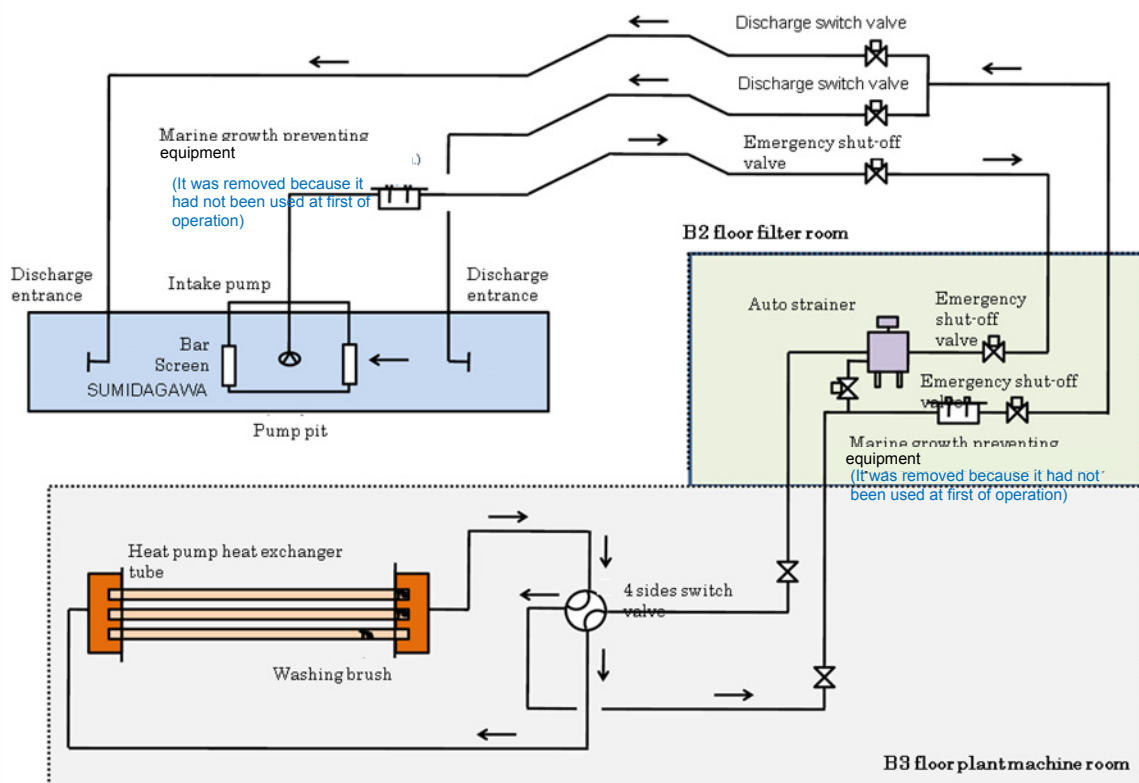 Discharge switch valve
Discharge switch valve
Marine growth preventing
equipment
.)
(It was removed because it
had not been used at first of
operation)
Emergency shut-off
valve
B2 floor filter room
Discharge
entrance
Intake pump
Discharge
entrance
Auto strainer
Emergency
shut-off
valve
Bar
Screen
SUMIDAGAWA
Pump pit
Emergency shut-off
valve
Marine growth preventing
equipment
(It was removed because it had not
been used at first of operation)
Heat pump heat exchanger
tube
4 sides switch
valve
Washing brush
B3 floor plant machine room